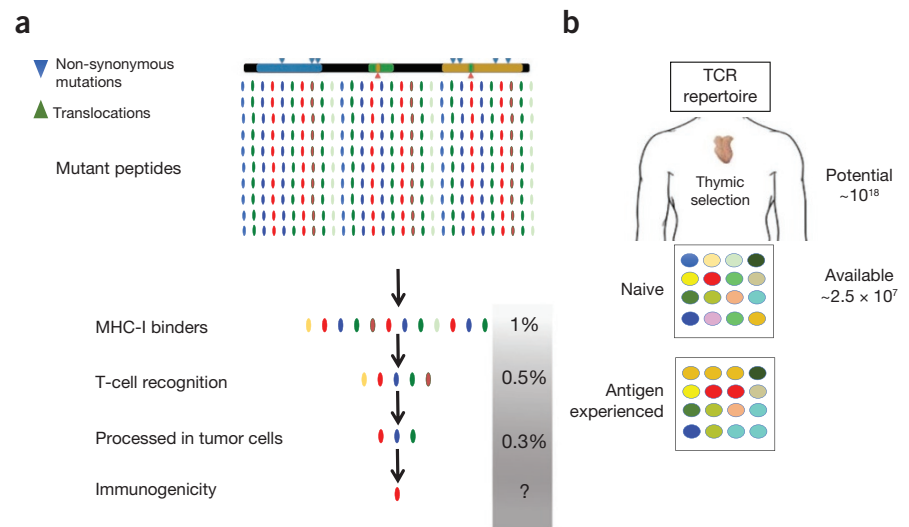 a
Non-synonymous
mutations
Translocations
Mutant peptides
MHC-I binders
1%
T-cell recognition
0.5%
Processed in tumor cells
0.3%
Immunogenicity
?
b
TCR
repertoire
Thymic
selection
Potential
~10¹⁸
Naive
Available
~2.5 × 10⁷
Antigen
experienced